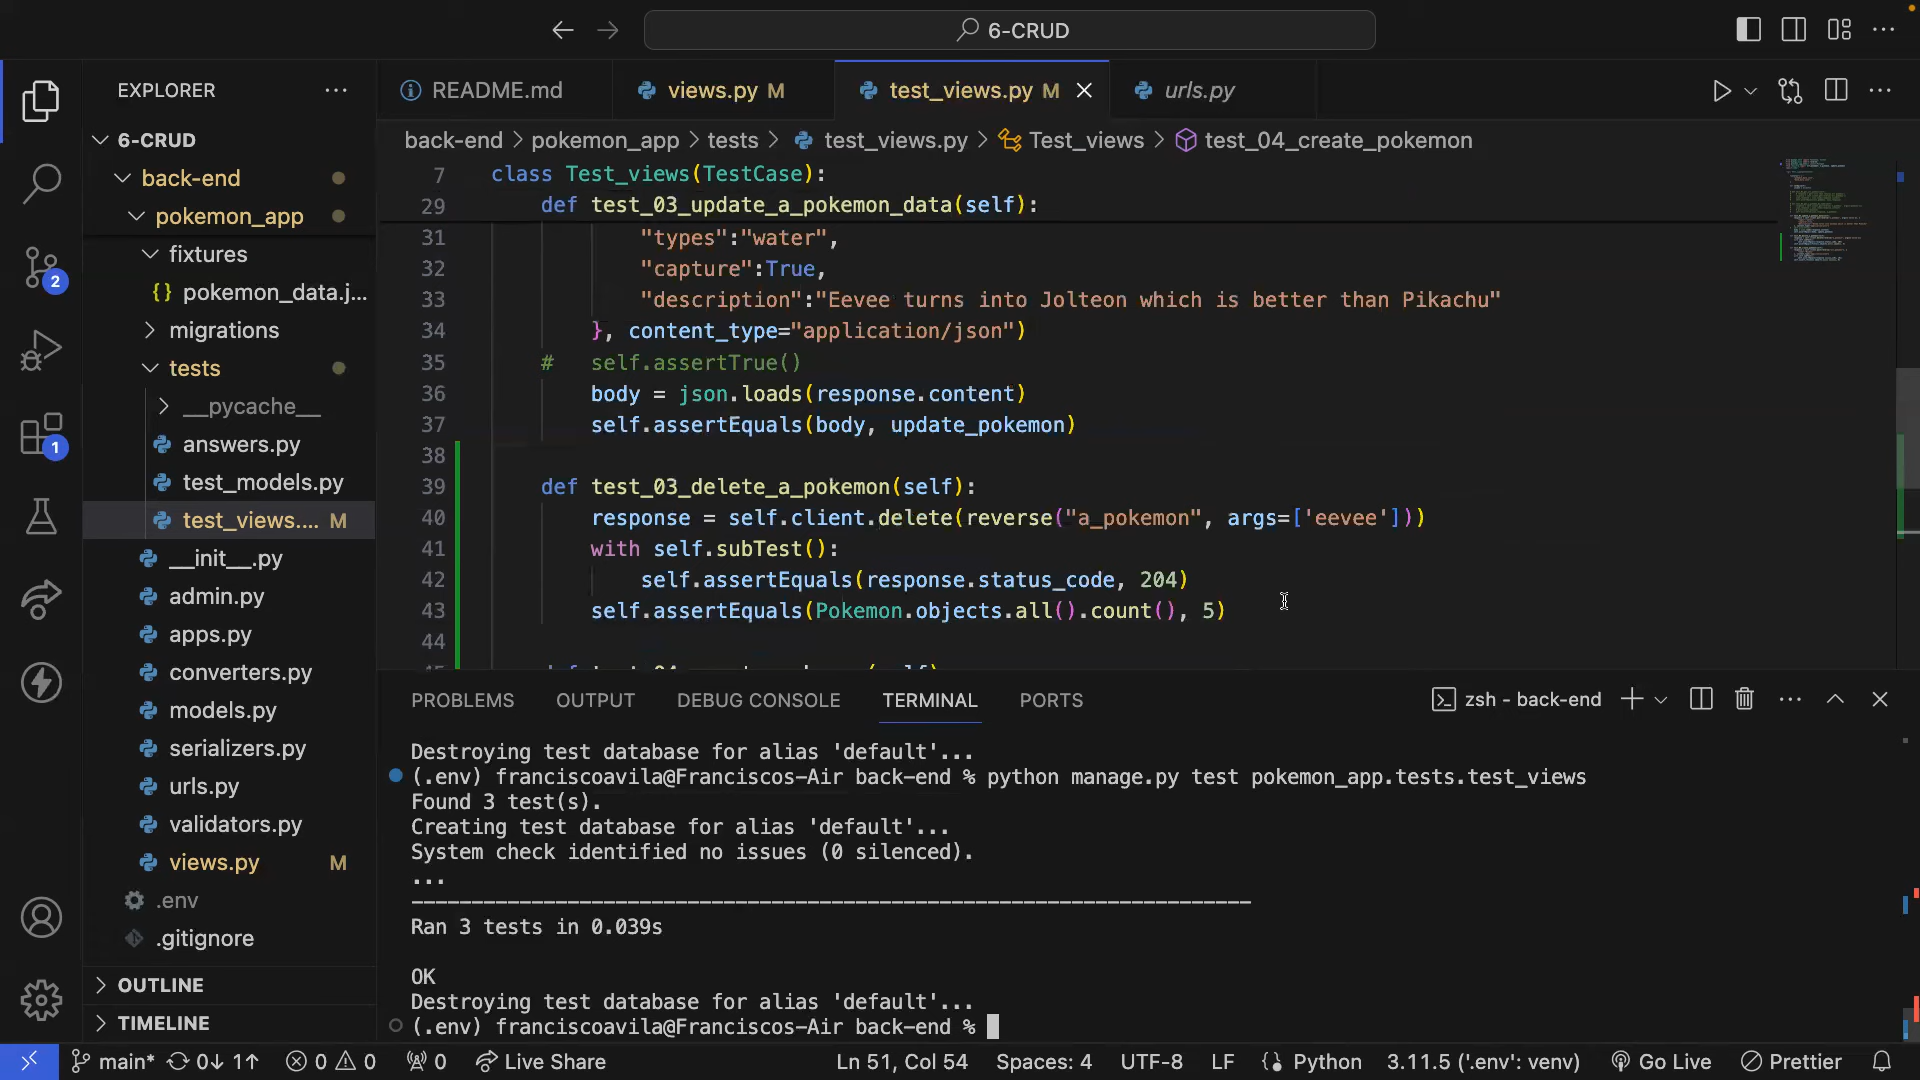 6-CRUD
EXPLORER
README.md
views.py M
test_views.py M
urls.py
6-CRUD
back-end > pokemon_app > tests > test_views.py > Test_views > test_04_create_pokemon
back-end
pokemon_app
fixtures
pokemon_data.j...
migrations
tests
__pycache__
answers.py
test_models.py
test_views.... M
__init__.py
admin.py
apps.py
converters.py
models.py
serializers.py
urls.py
validators.py
views.py M
.env
.gitignore
OUTLINE
TIMELINE
2
1
7 class Test_views(TestCase):
29 def test_03_update_a_pokemon_data(self):
31 "types":"water",
32 "capture":True,
33 "description":"Eevee turns into Jolteon which is better than Pikachu"
34 }, content_type="application/json")
35 # self.assertTrue()
36 body = json.loads(response.content)
37 self.assertEquals(body, update_pokemon)
38
39 def test_03_delete_a_pokemon(self):
40 response = self.client.delete(reverse("a_pokemon", args=['eevee']))
41 with self.subTest():
42 self.assertEquals(response.status_code, 204)
43 self.assertEquals(Pokemon.objects.all().count(), 5)
44
PROBLEMS OUTPUT DEBUG CONSOLE TERMINAL PORTS
zsh - back-end
Destroying test database for alias 'default'...
(.env) franciscoavila@Franciscos-Air back-end % python manage.py test pokemon_app.tests.test_views
Found 3 test(s).
Creating test database for alias 'default'...
System check identified no issues (0 silenced).
...
----------------------------------------------------------------------
Ran 3 tests in 0.039s
OK
Destroying test database for alias 'default'...
(.env) franciscoavila@Franciscos-Air back-end %
main* 0↓ 1↑ 0 0 0 Live Share Ln 51, Col 54 Spaces: 4 UTF-8 LF {} Python 3.11.5 ('.env': venv) Go Live Prettier